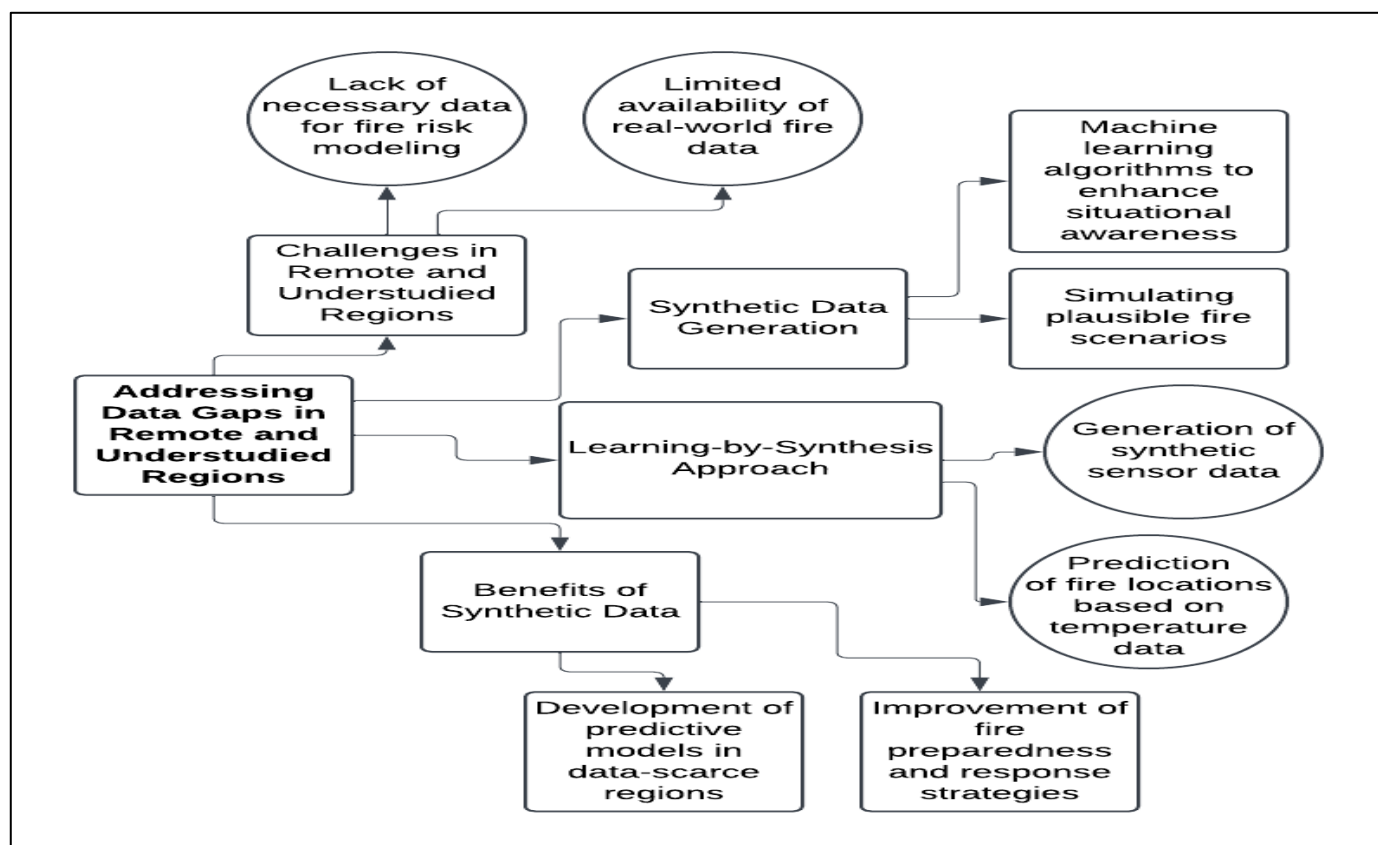 Lack of
necessary data
for fire risk
modeling
Limited
availability of
real-world fire
data
Machine
learning
algorithms to
enhance
situational
awareness
Challenges in
Remote and
Understudied
Regions
Synthetic Data
Generation
Simulating
plausible fire
scenarios
Addressing
Data Gaps in
Remote and
Understudied
Regions
Learning-by-Synthesis
Approach
Generation of
synthetic
sensor data
Prediction
of fire locations
based on
temperature
data
Benefits of
Synthetic Data
Development of
predictive
models in
data-scarce
regions
Improvement of
fire
preparedness
and response
strategies